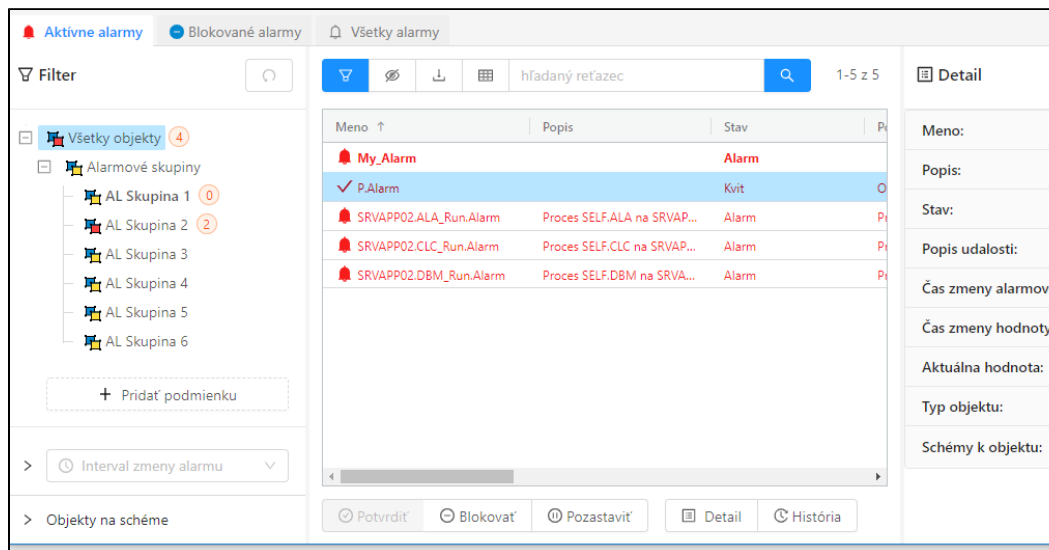 Aktívne alarmy
Blokované alarmy
Všetky alarmy
Filter
Všetky objekty 4
Alarmové skupiny
AL Skupina 1 0
AL Skupina 2 2
AL Skupina 3
AL Skupina 4
AL Skupina 5
AL Skupina 6
+ Pridať podmienku
Interval zmeny alarmu
Objekty na schéme
hľadaný reťazec
1-5 z 5
Meno ↑ Popis Stav
My_Alarm Alarm
P.Alarm Kvit O
SRVAPP02.ALA_Run.Alarm Proces SELF.ALA na SRVAP... Alarm
SRVAPP02.CLC_Run.Alarm Proces SELF.CLC na SRVAP... Alarm
SRVAPP02.DBM_Run.Alarm Proces SELF.DBM na SRVA... Alarm
Potvrdiť Blokovať Pozastaviť Detail História
Detail
Meno:
Popis:
Stav:
Popis udalosti:
Čas zmeny alarmov
Čas zmeny hodnoty
Aktuálna hodnota:
Typ objektu:
Schémy k objektu: